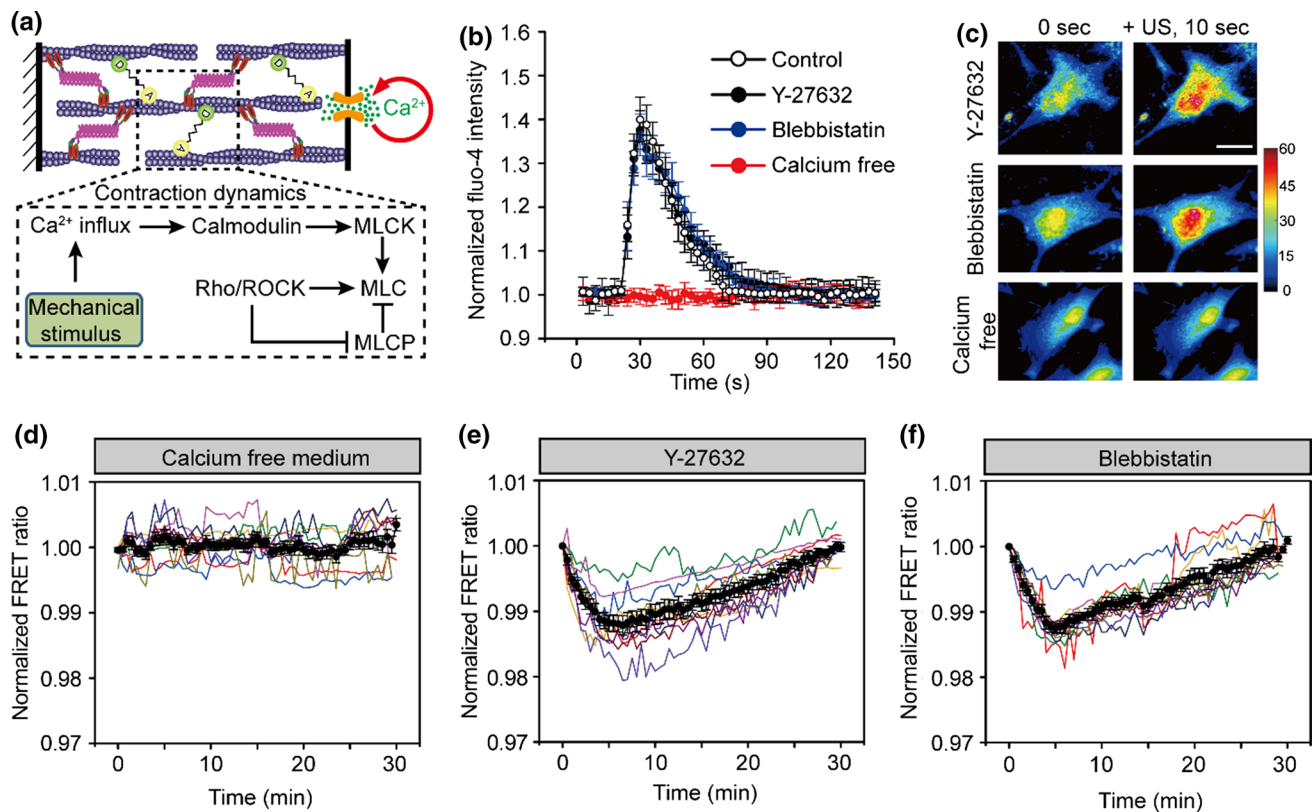 (a)
D
D
A
A
D
A
Ca2+
Contraction dynamics
Ca2+ influx
Calmodulin
MLCK
Rho/ROCK
MLC
Mechanical
stimulus
MLCP
(b)
Normalized fluo-4 intensity
1.6
1.5
1.4
1.3
1.2
1.1
1.0
0.9
Control
Y-27632
Blebbistatin
Calcium free
0
30
60
90
120
150
Time (s)
(c)
0 sec
+ US, 10 sec
Y-27632
Blebbistatin
Calcium
free
60
45
30
15
0
(d)
Calcium free medium
Normalized FRET ratio
1.01
1.00
0.99
0.98
0.97
0
10
20
30
Time (min)
(e)
Y-27632
Normalized FRET ratio
1.01
1.00
0.99
0.98
0.97
0
10
20
30
Time (min)
(f)
Blebbistatin
Normalized FRET ratio
1.01
1.00
0.99
0.98
0.97
0
10
20
30
Time (min)